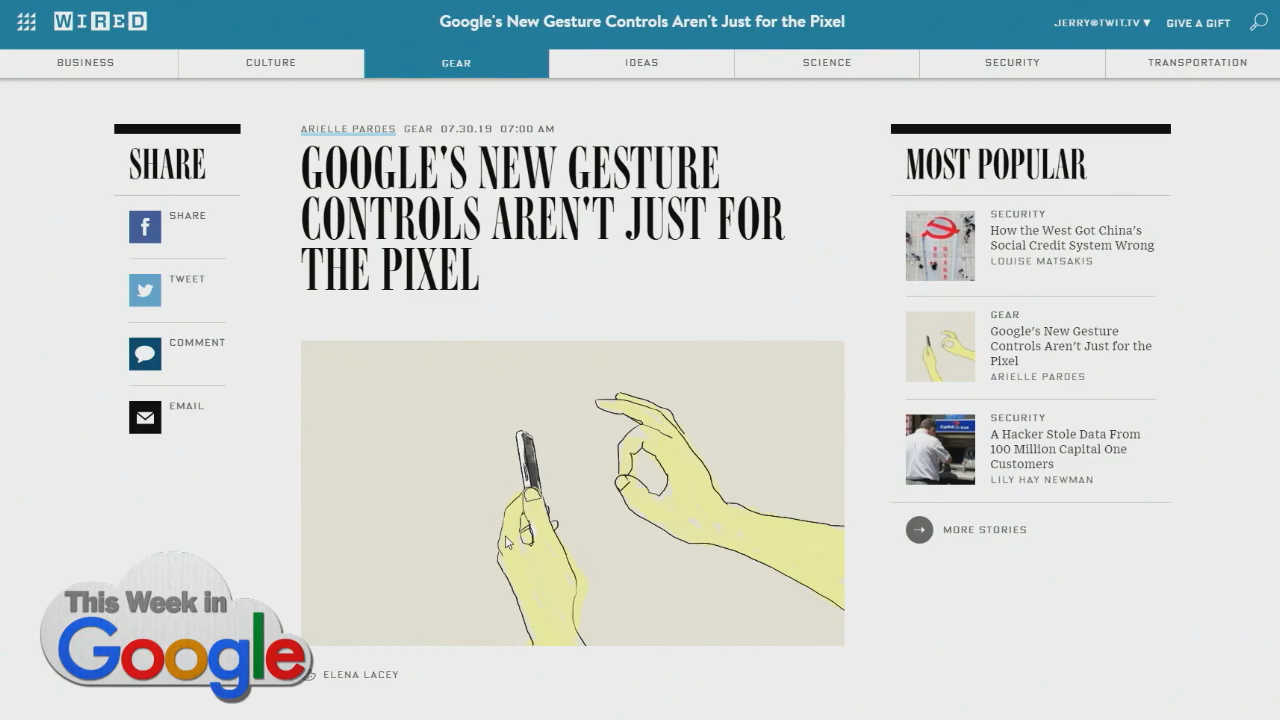 WIRED
Google's New Gesture Controls Aren't Just for the Pixel
JERRY@TWIT.TV
GIVE A GIFT
BUSINESS
CULTURE
GEAR
IDEAS
SCIENCE
SECURITY
TRANSPORTATION
SHARE
SHARE
TWEET
COMMENT
EMAIL
ARIELLE PARDES GEAR 07.30.19 07:00 AM
GOOGLE'S NEW GESTURE
CONTROLS AREN'T JUST FOR
THE PIXEL
ELENA LACEY
MOST POPULAR
SECURITY
How the West Got China's
Social Credit System Wrong
LOUISE MATSAKIS
GEAR
Google's New Gesture
Controls Aren't Just for the
Pixel
ARIELLE PARDES
SECURITY
A Hacker Stole Data From
100 Million Capital One
Customers
LILY HAY NEWMAN
MORE STORIES
This Week in
Google